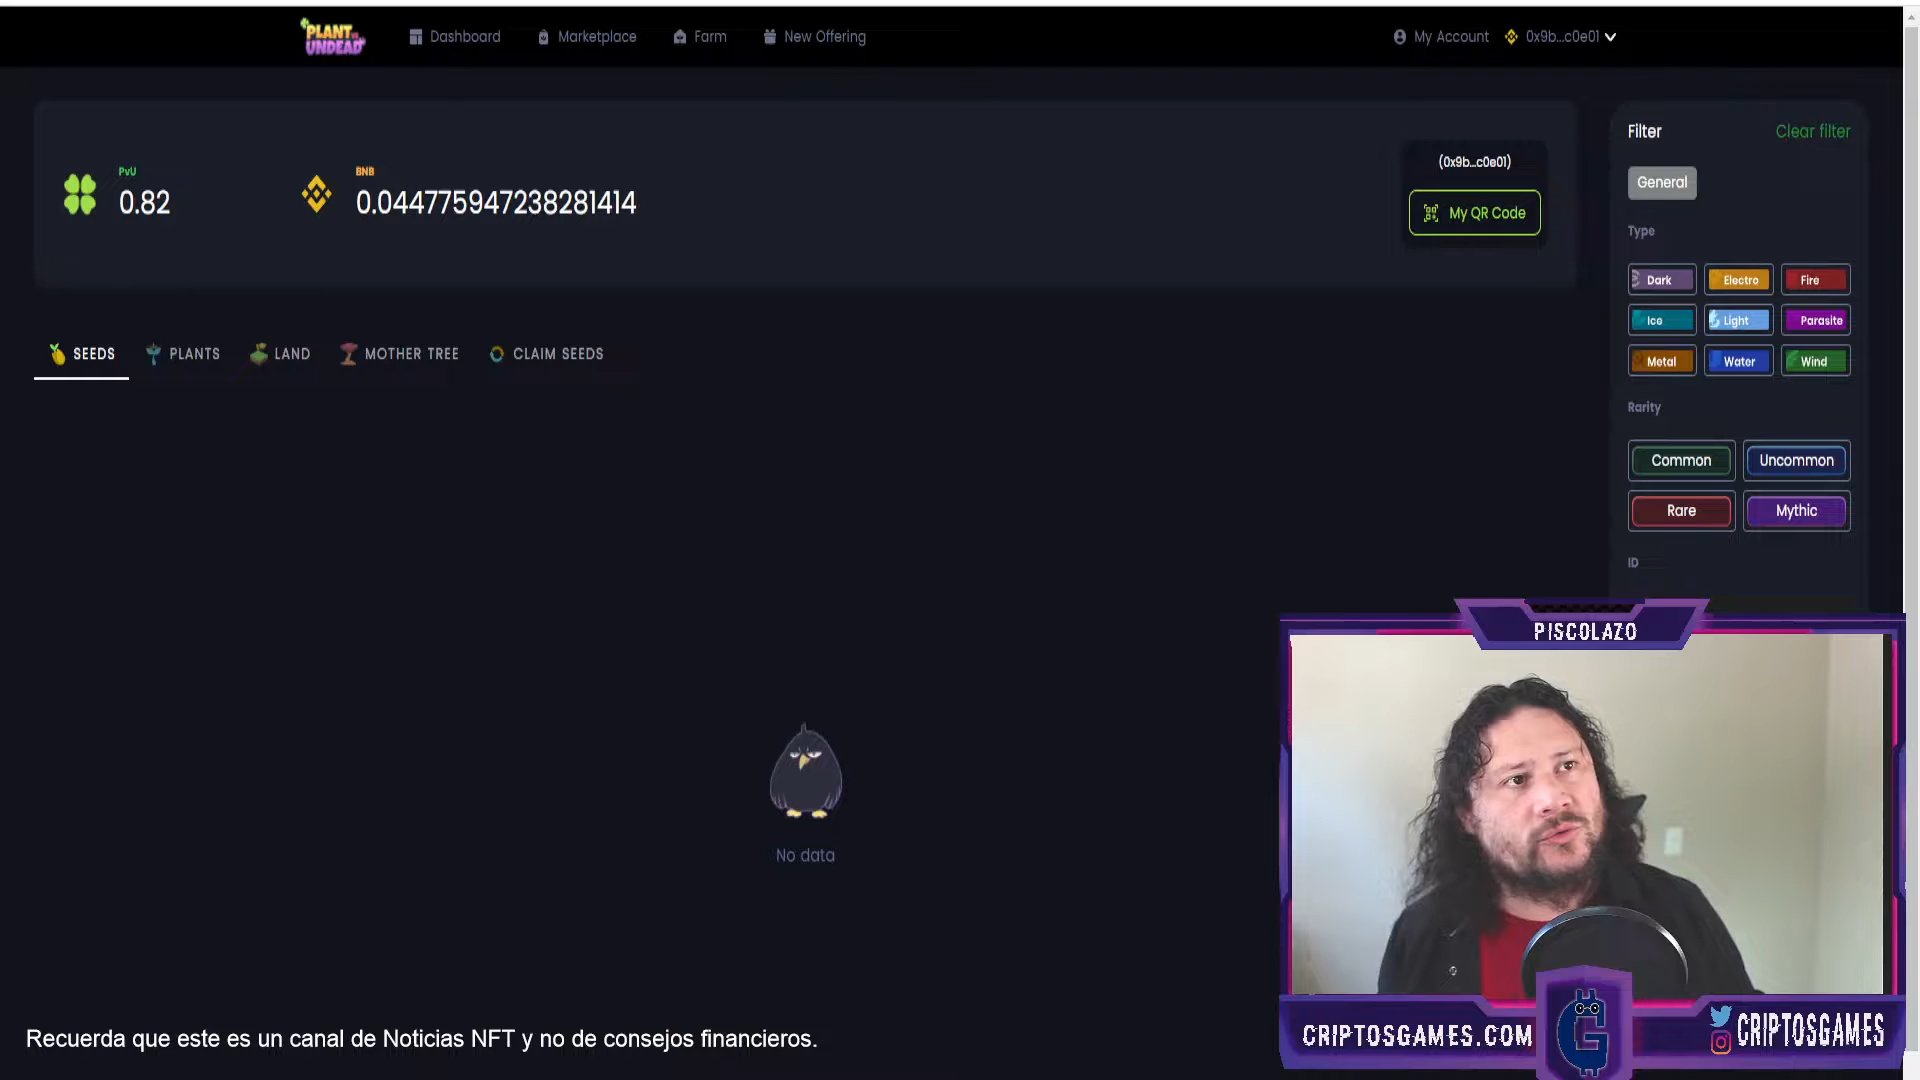 PLANT VS UNDEAD
Dashboard
Marketplace
Farm
New Offering
My Account
0x9b...c0e01
PvU
0.82
BNB
0.044775947238281414
(0x9b...c0e01)
My QR Code
SEEDS
PLANTS
LAND
MOTHER TREE
CLAIM SEEDS
No data
Filter
Clear filter
General
Type
Dark
Electro
Fire
Ice
Light
Parasite
Metal
Water
Wind
Rarity
Common
Uncommon
Rare
Mythic
ID
PISCOLAZO
CRIPTOSGAMES.COM
CRIPTOSGAMES
Recuerda que este es un canal de Noticias NFT y no de consejos financieros.